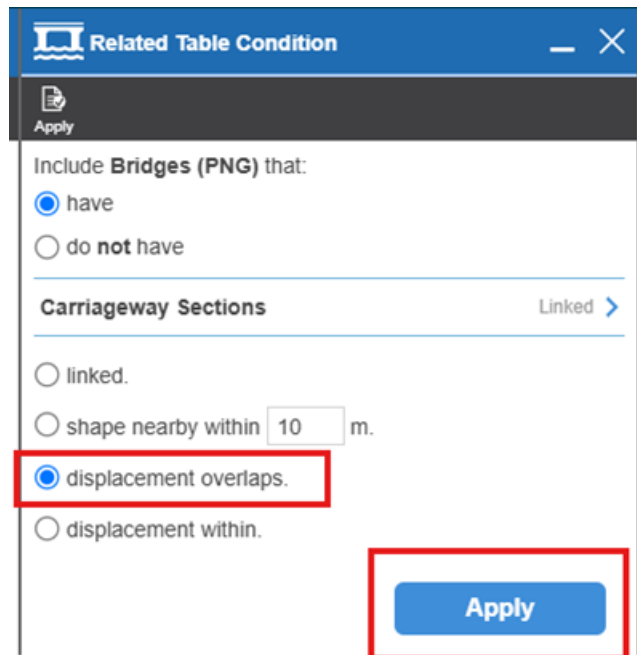 Related Table Condition
Apply
Include Bridges (PNG) that:
have
do not have
Carriageway Sections Linked
linked.
shape nearby within 10 m.
displacement overlaps.
displacement within.
Apply